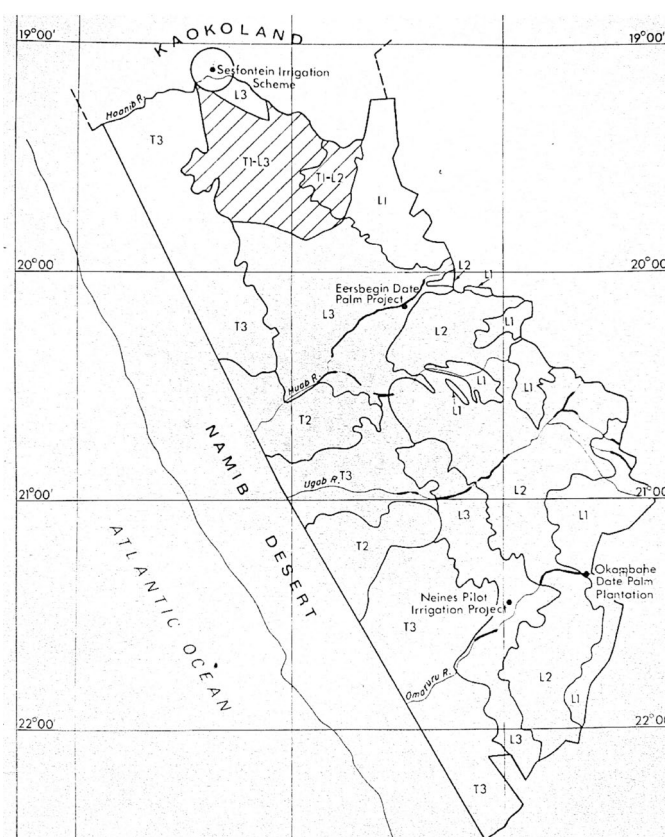 KAOKOLAND
19°00'
19°00'
Sesfontein Irrigation
Scheme
Hoanib R.
L3
T3
T1-L3
T1-L2
L1
20°00'
20°00'
L2
L1
Eersbegin Date
Palm Project
L3
T3
L2
L1
L1
L1
L1
Huab R.
T2
NAMIB
DESERT
T3
Ugab R.
L2
21°00'
21°00'
L3
L1
T2
ATLANTIC OCEAN
Okambahe
Date Palm
Plantation
Neines Pilot
Irrigation Project
T3
Omaruru R.
L2
L1
22°00'
22°00'
L3
T3